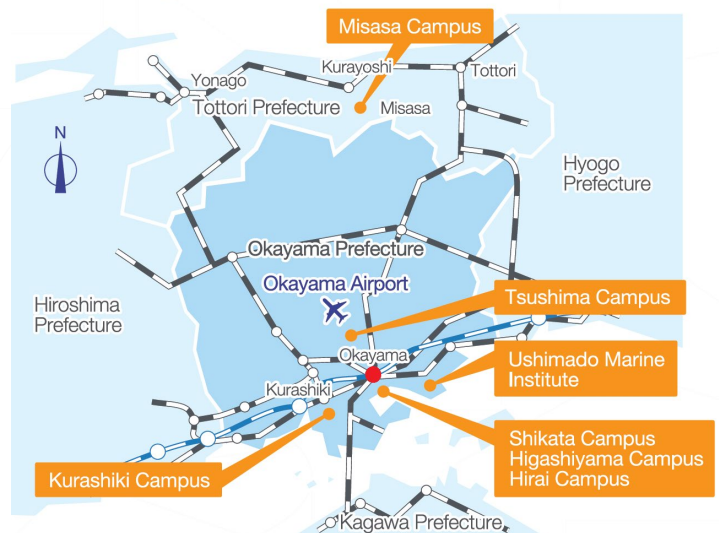 Misasa Campus
Kurayoshi
Tottori
Yonago
Tottori Prefecture
Misasa
N
Hyogo
Prefecture
Okayama Prefecture
Okayama Airport
Hiroshima
Prefecture
Tsushima Campus
Okayama
Ushimado Marine
Institute
Kurashiki
Shikata Campus
Higashiyama Campus
Hirai Campus
Kurashiki Campus
Kagawa Prefecture